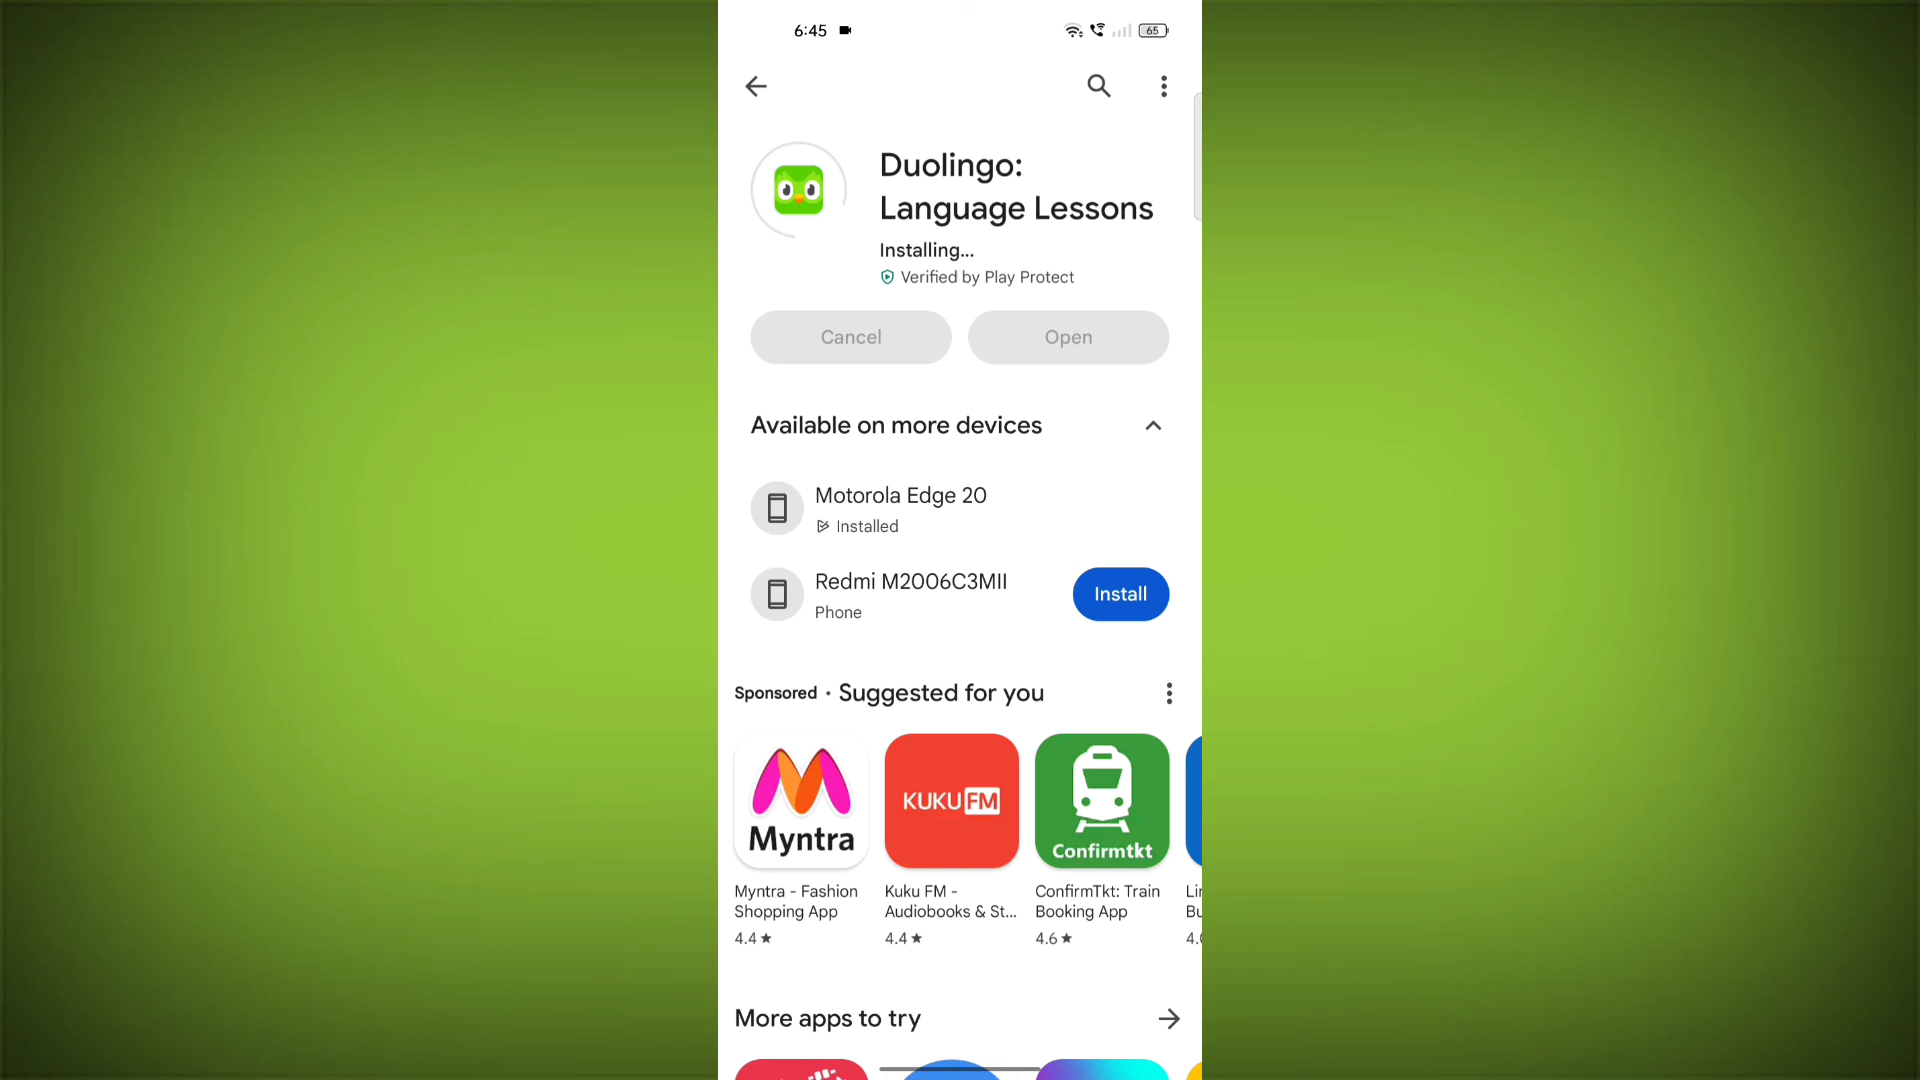 6:45
65
Duolingo:
Language Lessons
Installing...
Verified by Play Protect
Cancel
Open
Available on more devices
Motorola Edge 20
Installed
Redmi M2006C3MII
Phone
Install
Sponsored • Suggested for you
Myntra
KUKU FM
Confirmtkt
Myntra - Fashion
Shopping App
4.4 ★
Kuku FM -
Audiobooks & St...
4.4 ★
ConfirmTkt: Train
Booking App
4.6 ★
More apps to try